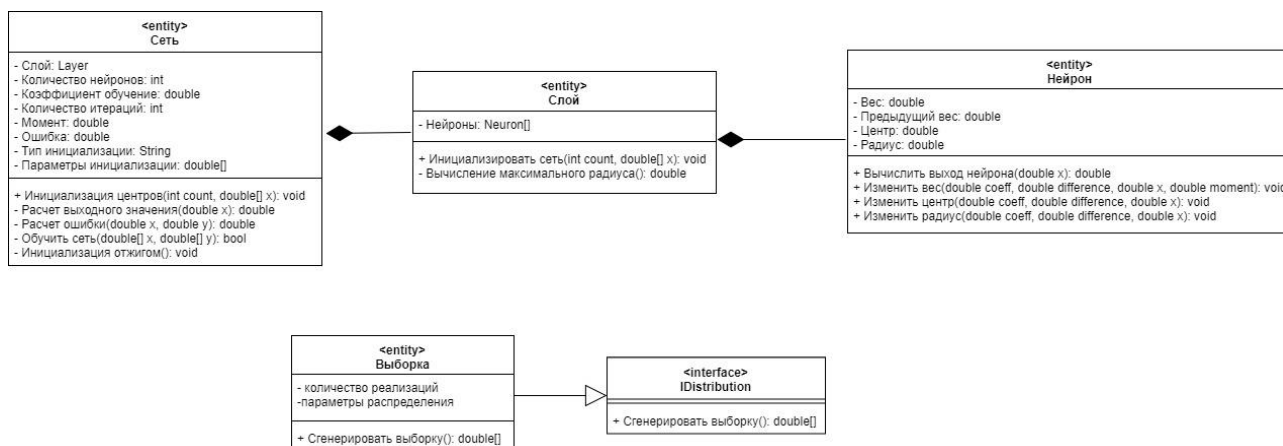 <entity>
Сеть
- Слой: Layer
- Количество нейронов: int
- Коэффициент обучение: double
- Количество итераций: int
- Момент: double
- Ошибка: double
- Тип инициализации: String
- Параметры инициализации: double[]
+ Инициализация центров(int count, double[] x): void
- Расчет выходного значения(double x): double
- Расчет ошибки(double x, double y): double
- Обучить сеть(double[] x, double[] y): bool
- Инициализация отжигом(): void
<entity>
Слой
- Нейроны: Neuron[]
+ Инициализировать сеть(int count, double[] x): void
- Вычисление максимального радиуса(): double
<entity>
Нейрон
- Вес: double
- Предыдущий вес: double
- Центр: double
- Радиус: double
+ Вычислить выход нейрона(double x): double
+ Изменить вес(double coeff, double difference, double x, double moment): void
+ Изменить центр(double coeff, double difference, double x): void
+ Изменить радиус(double coeff, double difference, double x): void
<entity>
Выборка
- количество реализаций
-параметры распределения
+ Сгенерировать выборку(): double[]
<interface>
IDistribution
+ Сгенерировать выборку(): double[]